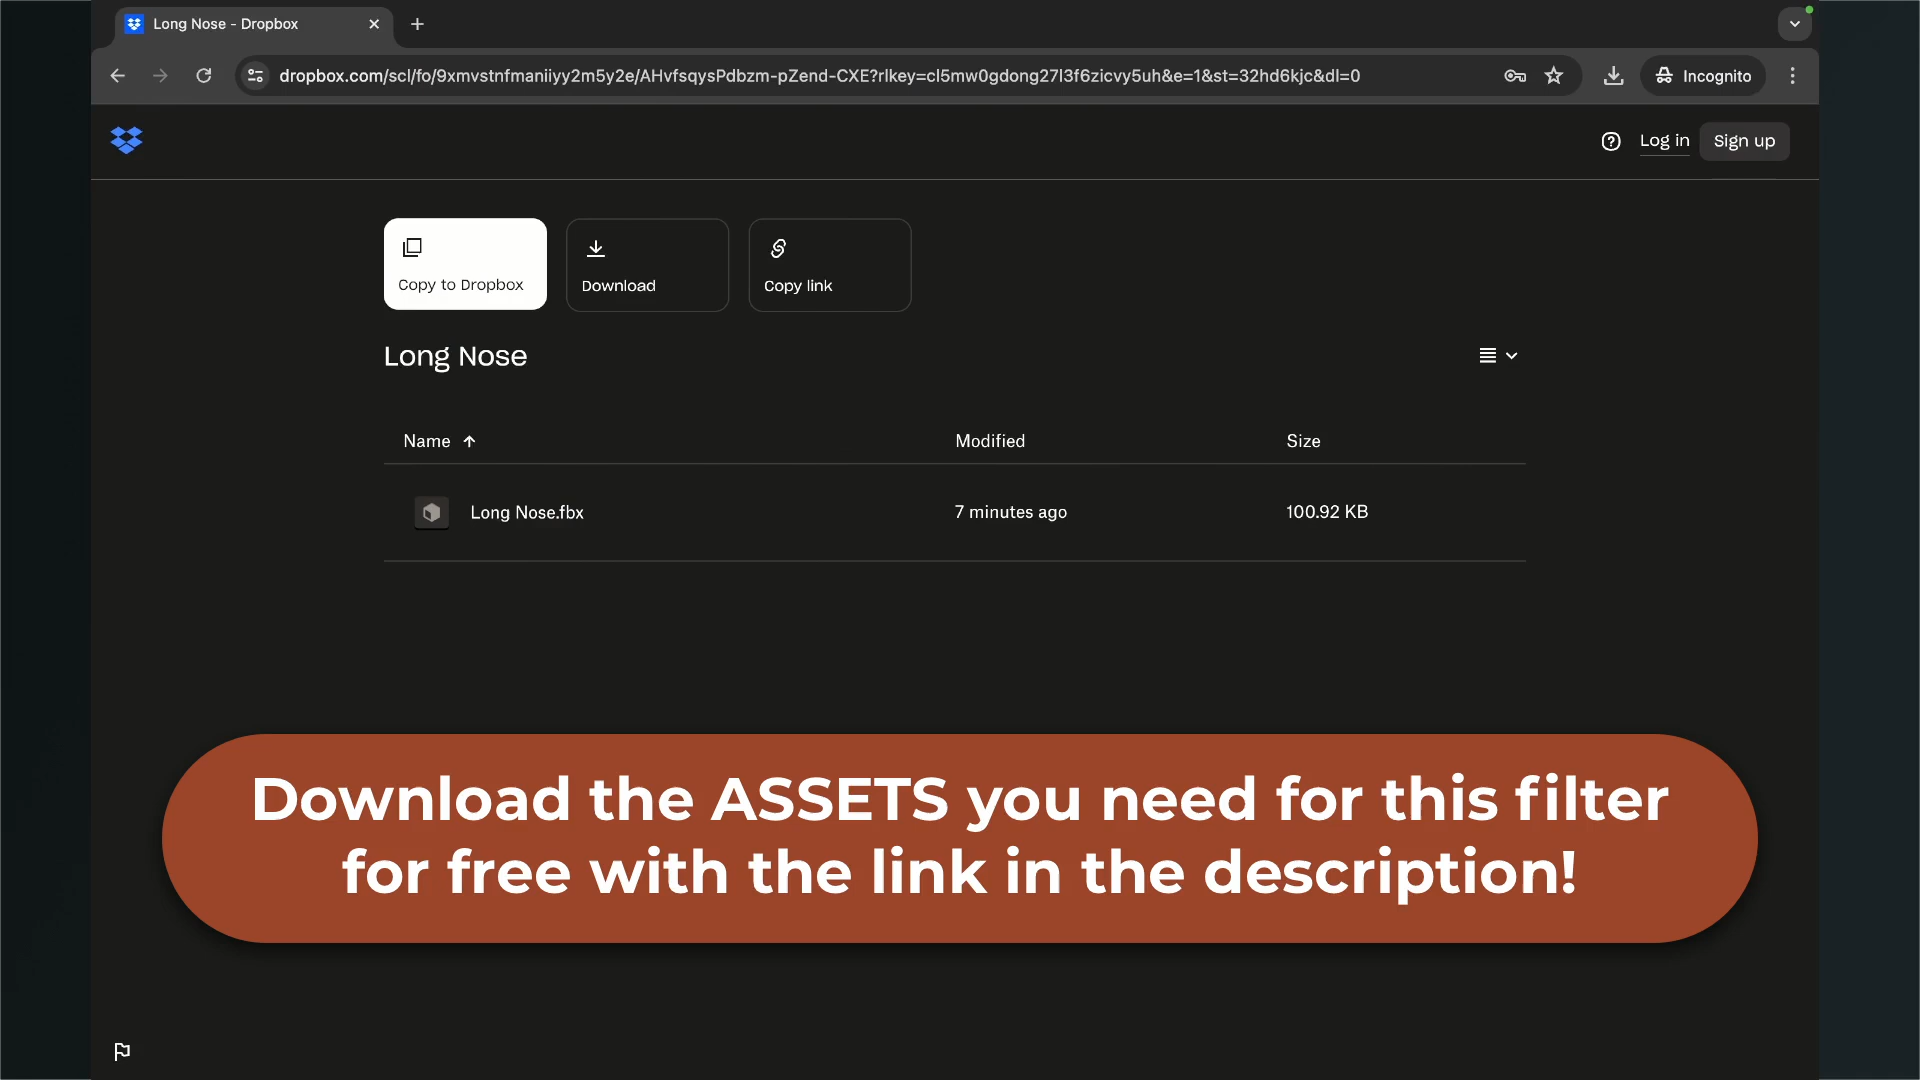 Long Nose - Dropbox
dropbox.com/scl/fo/9xmvstnfmaniiyy2m5y2e/AHvfsqysPdbzm-pZend-CXE?rlkey=cl5mw0gdong27l3f6zicvy5uh&e=1&st=32hd6kjc&dl=0
Incognito
Log in
Sign up
Copy to Dropbox
Download
Copy link
Long Nose
Name
Modified
Size
Long Nose.fbx
7 minutes ago
100.92 KB
Download the ASSETS you need for this filter
for free with the link in the description!